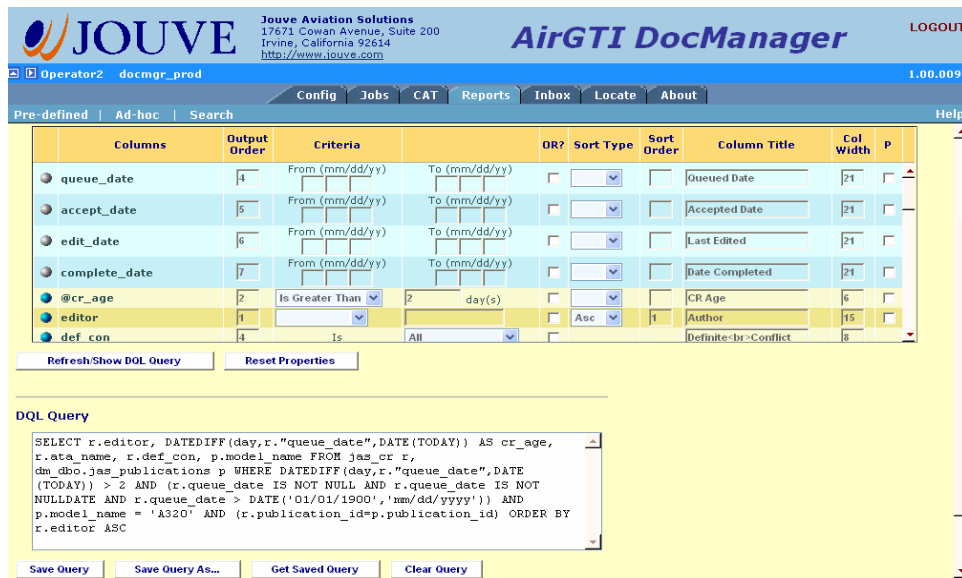 JOUVE
Jouve Aviation Solutions
17671 Cowan Avenue, Suite 200
Irvine, California 92614
http://www.jouve.com
AirGTI DocManager
LOGOUT
Operator2 docmgr_prod 1.00.009
Config Jobs CAT Reports Inbox Locate About
Pre-defined | Ad-hoc | Search Help
Columns Output Order Criteria OR? Sort Type Sort Order Column Title Col Width P
From (mm/dd/yy) To (mm/dd/yy)
queue_date 4 Queued Date 21
From (mm/dd/yy) To (mm/dd/yy)
accept_date 5 Accepted Date 21
From (mm/dd/yy) To (mm/dd/yy)
edit_date 6 Last Edited 21
From (mm/dd/yy) To (mm/dd/yy)
complete_date 7 Date Completed 21
@cr_age 2 Is Greater Than 2 day(s) CR Age 6
editor 1 Asc 1 Author 15
def_con 4 Is All Definite<br>Conflict 8
Refresh/Show DQL Query Reset Properties
DQL Query
SELECT r.editor, DATEDIFF(day,r."queue_date",DATE(TODAY)) AS cr_age,
r.ata_name, r.def_con, p.model_name FROM jas_cr r,
dm_dbo.jas_publications p WHERE DATEDIFF(day,r."queue_date",DATE
(TODAY)) > 2 AND (r.queue_date IS NOT NULL AND r.queue_date IS NOT
NULLDATE AND r.queue_date > DATE('01/01/1900','mm/dd/yyyy')) AND
p.model_name = 'A320' AND (r.publication_id=p.publication_id) ORDER BY
r.editor ASC
Save Query Save Query As... Get Saved Query Clear Query